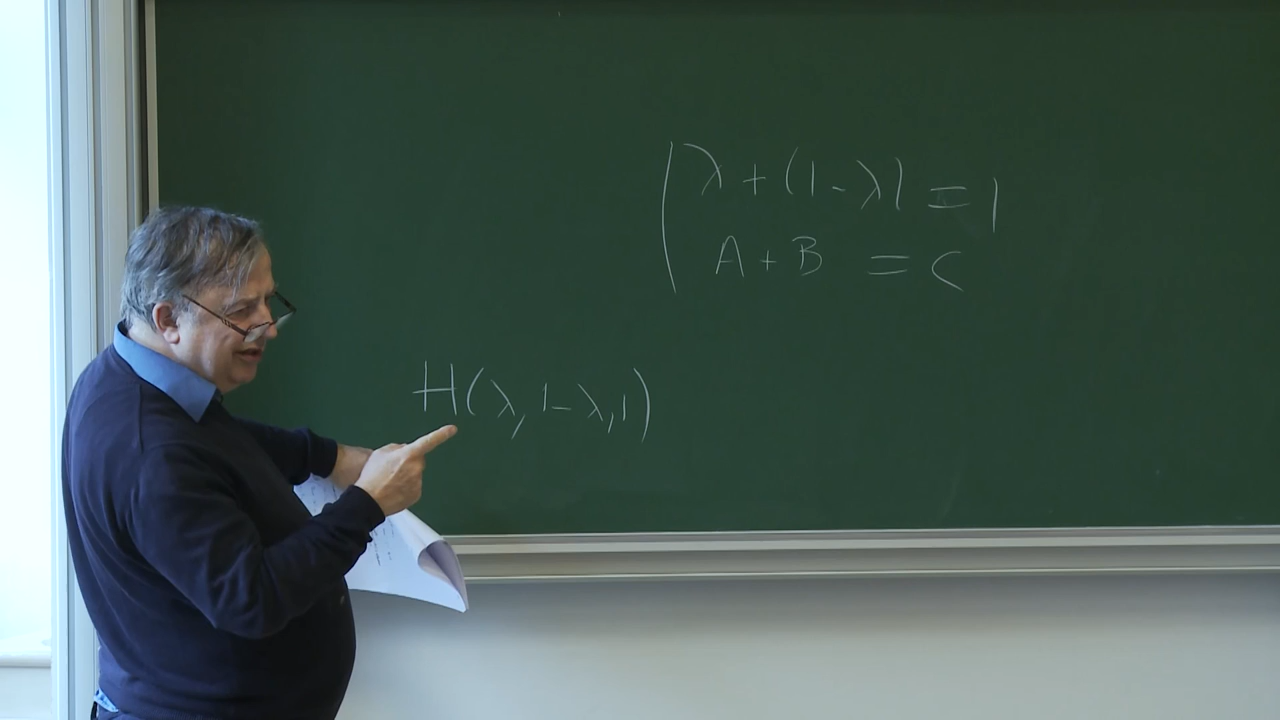 λ + (1 - λ) = 1
A + B = C
H(λ, 1 - λ, 1)